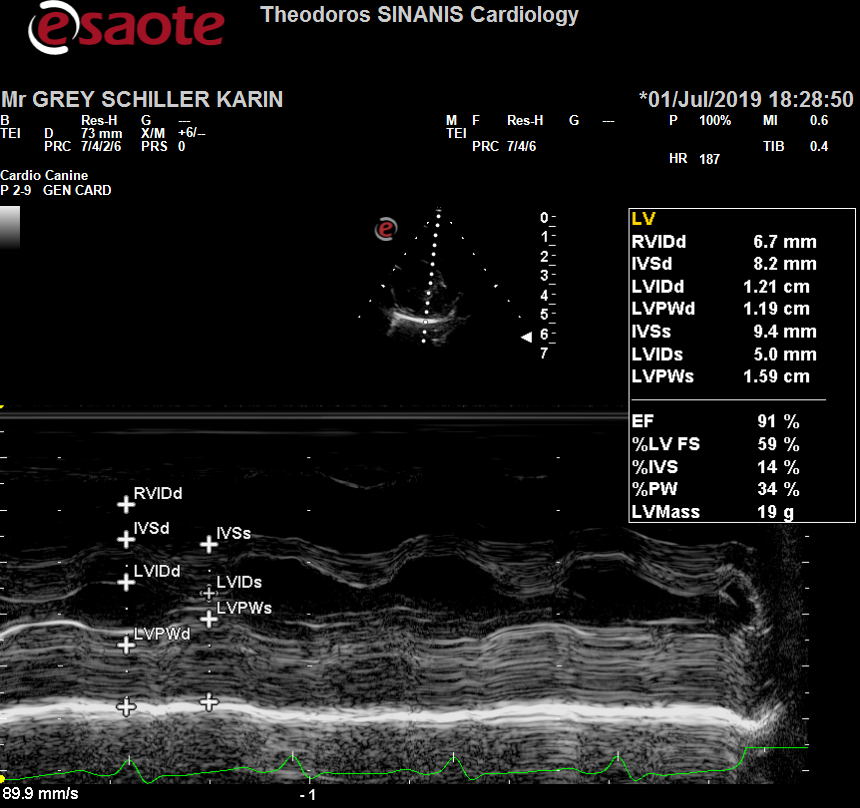 esaote
Theodoros SINANIS Cardiology
Mr GREY SCHILLER KARIN
*01/Jul/2019 18:28:50
B Res-H G ---
TEI D 73 mm X/M +6/--
PRC 7/4/2/6 PRS 0
M F Res-H G ---
TEI
PRC 7/4/6
P 100% MI 0.6
TIB 0.4
HR 187
Cardio Canine
P 2-9 GEN CARD
e
0
1
2
3
4
5
6
7
LV
RVIDd 6.7 mm
IVSd 8.2 mm
LVIDd 1.21 cm
LVPWd 1.19 cm
IVSs 9.4 mm
LVIDs 5.0 mm
LVPWs 1.59 cm
EF 91 %
%LV FS 59 %
%IVS 14 %
%PW 34 %
LVMass 19 g
RVIDd
IVSd
IVSs
LVIDd
LVIDs
LVPWs
LVPWd
89.9 mm/s
-1